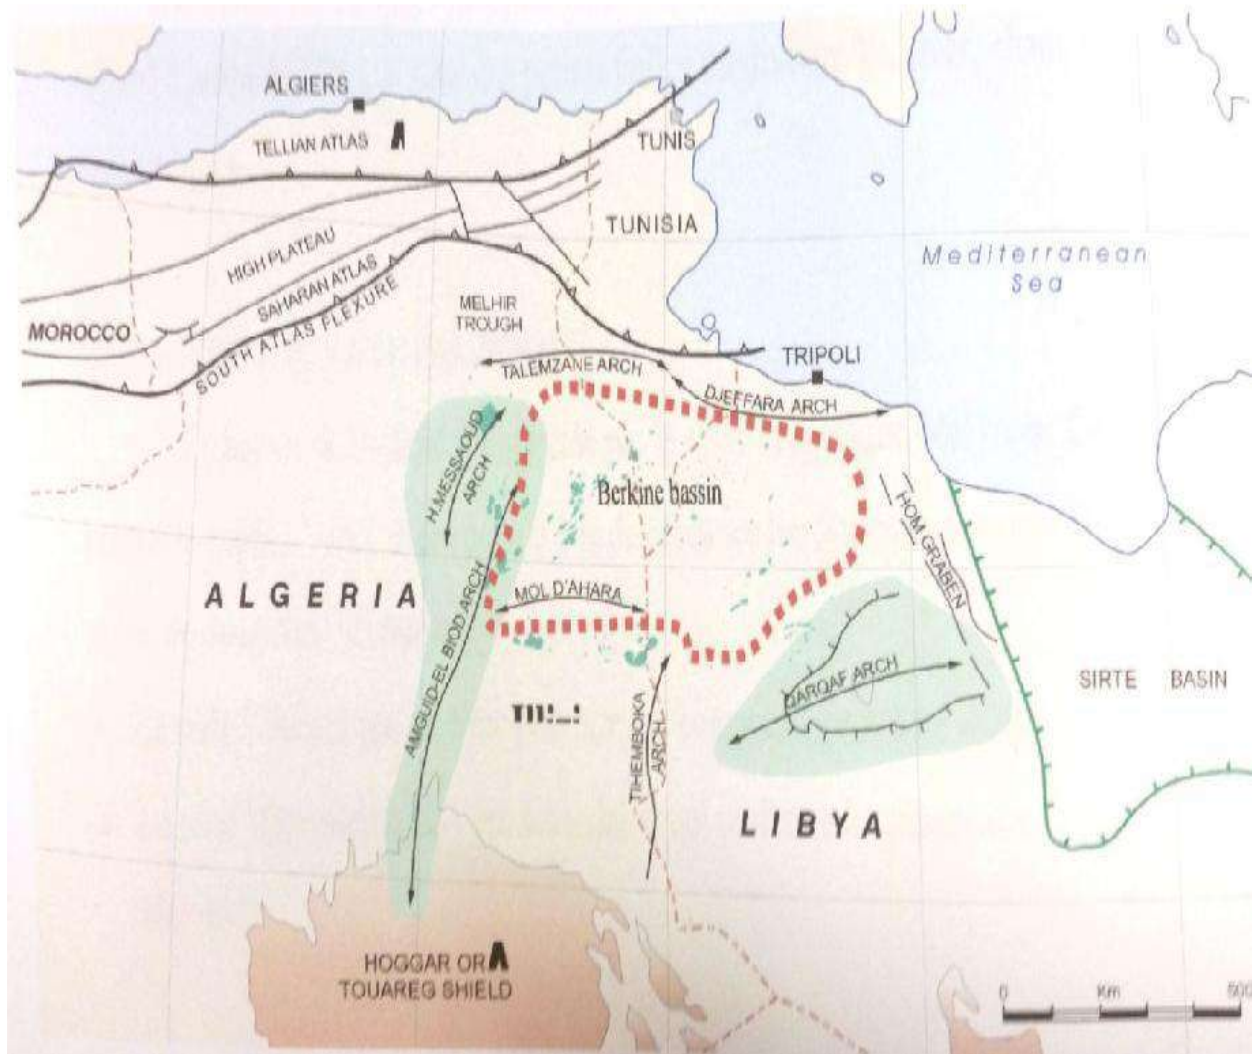 ALGIERS
TELLIAN ATLAS
TUNIS
TUNISIA
HIGH PLATEAU
SAHARAN ATLAS
SOUTH ATLAS FLEXURE
MOROCCO
Mediterranean
Sea
MELHIR
TROUGH
TRIPOLI
TALEMZANE ARCH
DJEFFARA ARCH
H.MESSAOUD
ARCH
Berkine bassin
HOM GRABEN
ALGERIA
MOL D'AHARA
AMGUID-EL BIOD ARCH
QARQAF ARCH
SIRTE BASIN
TIHEMBOKA
ARCH
LIBYA
HOGGAR OR
TOUAREG SHIELD
0 Km 500